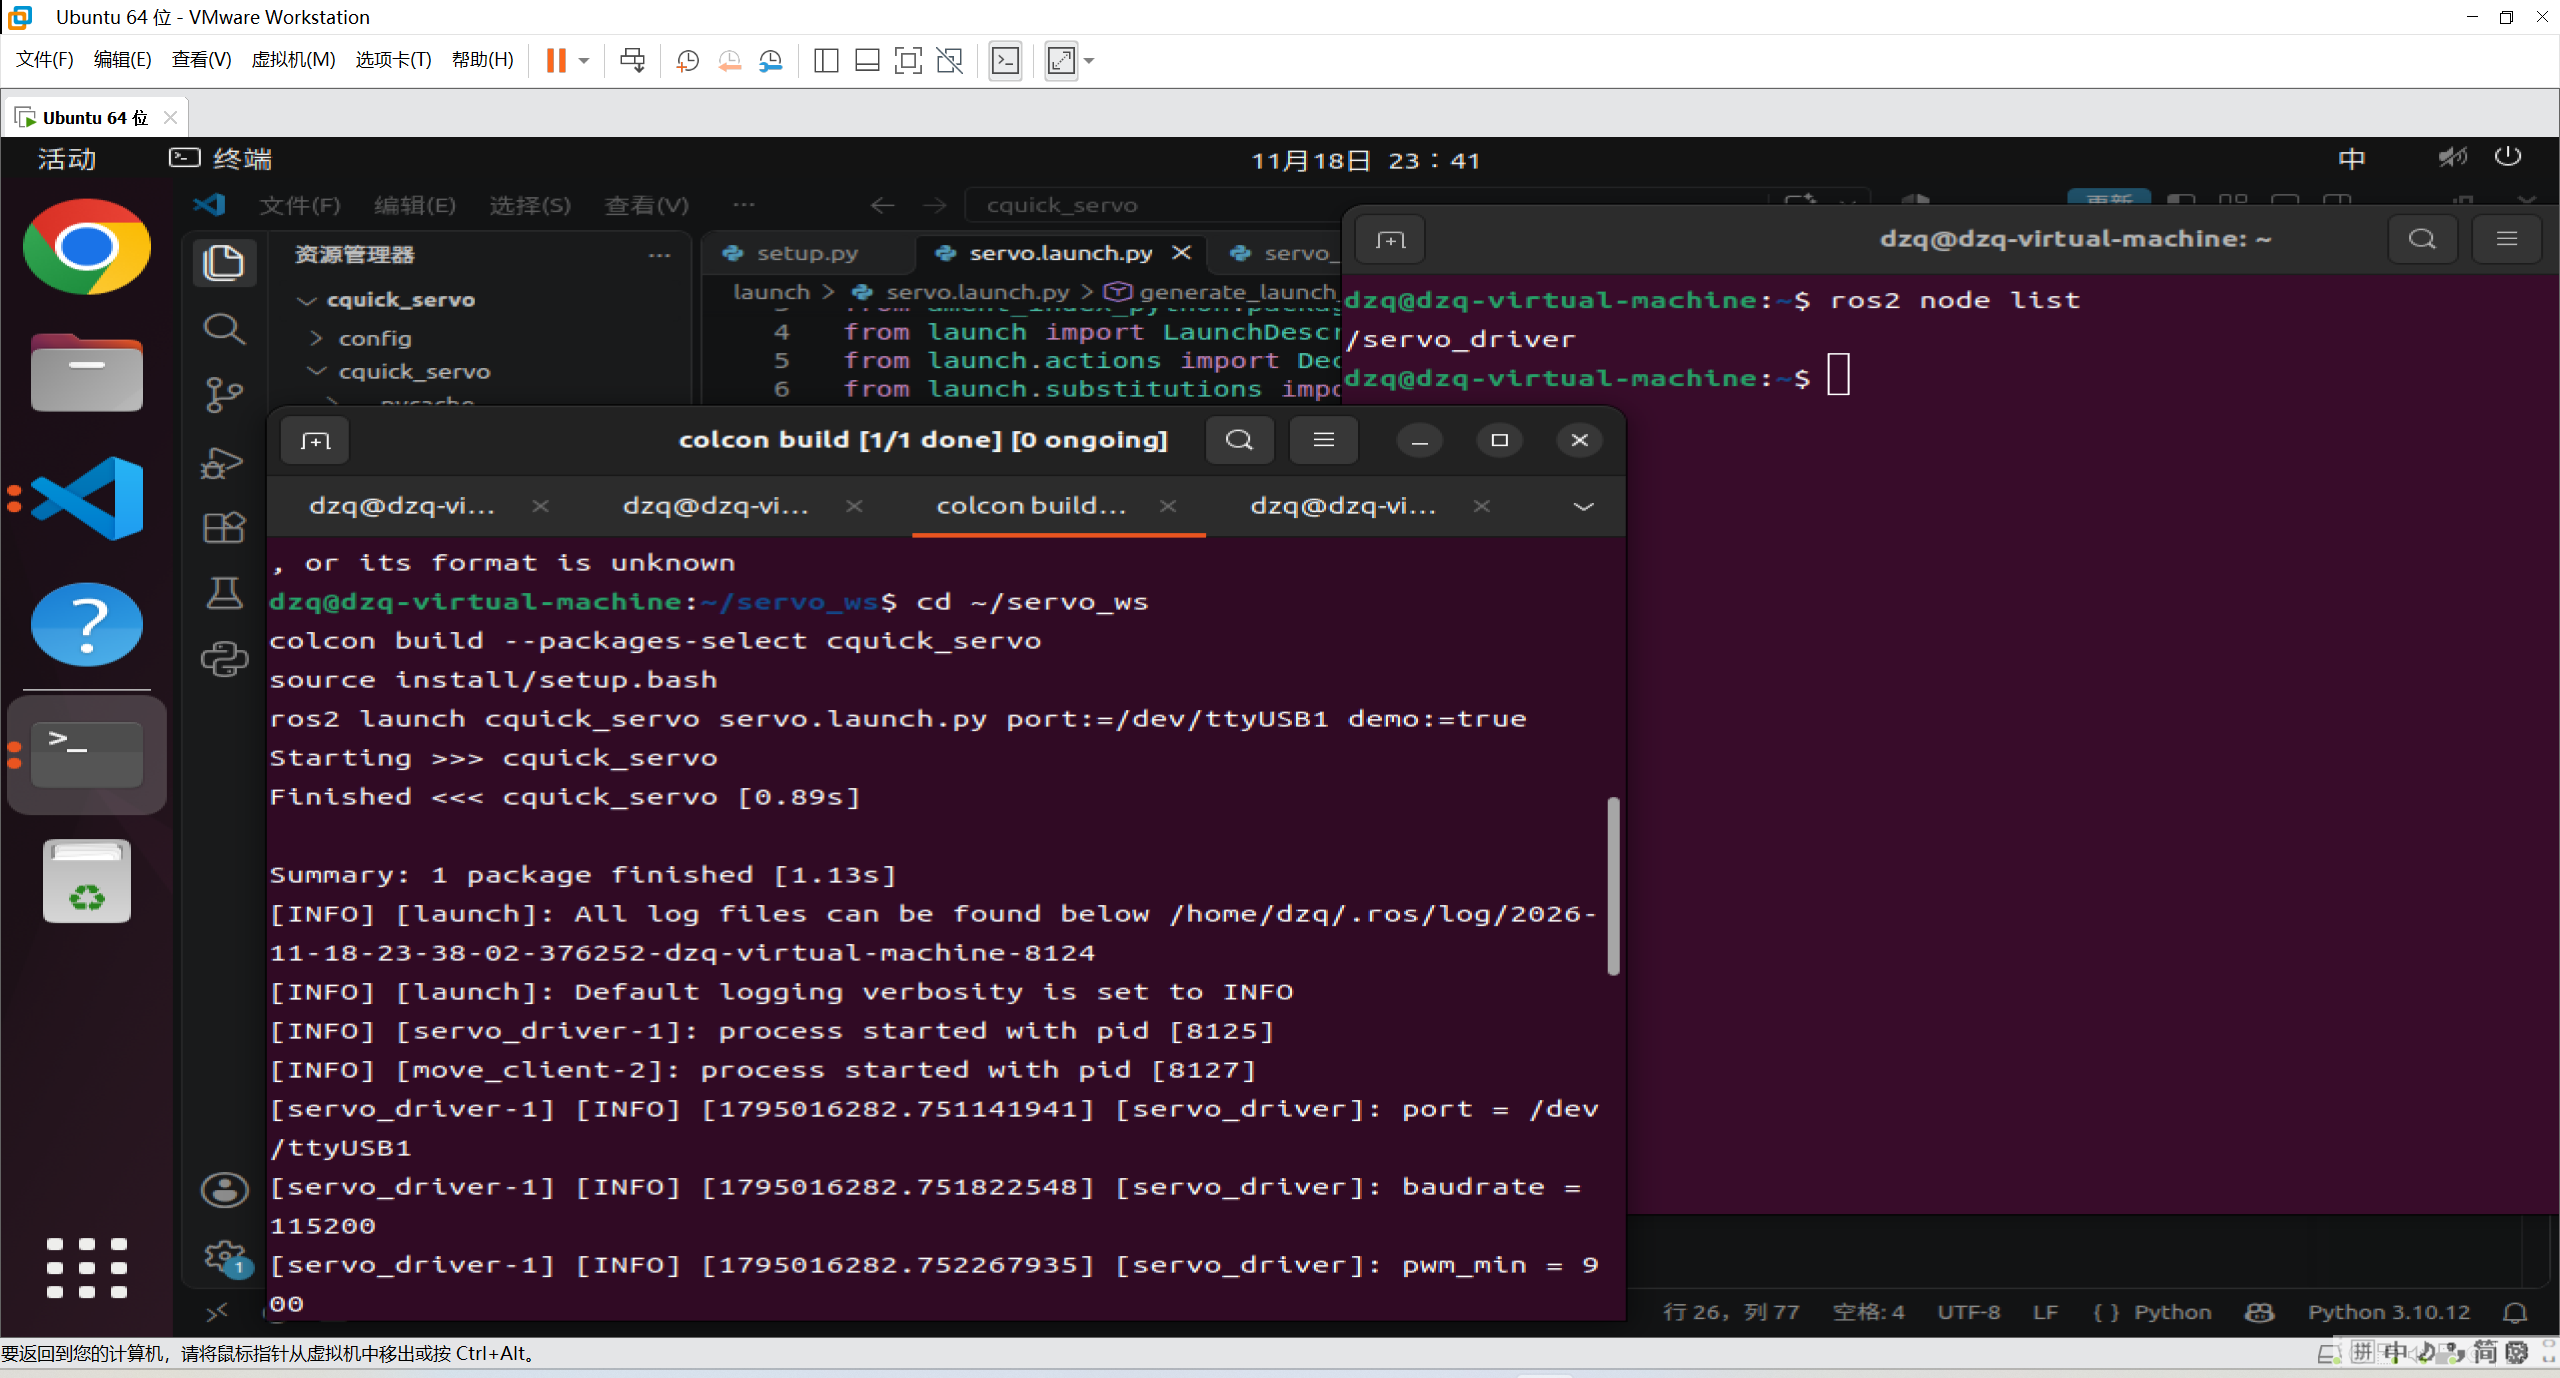 Ubuntu 64 位 - VMware Workstation
文件(F) 编辑(E) 查看(V) 虚拟机(M) 选项卡(T) 帮助(H)
Ubuntu 64 位
活动 终端 11月18日 23：41 中
文件(F) 编辑(E) 选择(S) 查看(V) ··· cquick_servo 更新
资源管理器 ···
cquick_servo
config
cquick_servo
__pycache__
setup.py servo.launch.py servo_
launch > servo.launch.py > generate_launch_
3 from ament_index_python.packag
4 from launch import LaunchDescr
5 from launch.actions import Dec
6 from launch.substitutions impo
dzq@dzq-virtual-machine: ~
dzq@dzq-virtual-machine:~$ ros2 node list
/servo_driver
dzq@dzq-virtual-machine:~$
colcon build [1/1 done] [0 ongoing]
dzq@dzq-vi... dzq@dzq-vi... colcon build... dzq@dzq-vi...
, or its format is unknown
dzq@dzq-virtual-machine:~/servo_ws$ cd ~/servo_ws
colcon build --packages-select cquick_servo
source install/setup.bash
ros2 launch cquick_servo servo.launch.py port:=/dev/ttyUSB1 demo:=true
Starting >>> cquick_servo
Finished <<< cquick_servo [0.89s]
Summary: 1 package finished [1.13s]
[INFO] [launch]: All log files can be found below /home/dzq/.ros/log/2026-
11-18-23-38-02-376252-dzq-virtual-machine-8124
[INFO] [launch]: Default logging verbosity is set to INFO
[INFO] [servo_driver-1]: process started with pid [8125]
[INFO] [move_client-2]: process started with pid [8127]
[servo_driver-1] [INFO] [1795016282.751141941] [servo_driver]: port = /dev
/ttyUSB1
[servo_driver-1] [INFO] [1795016282.751822548] [servo_driver]: baudrate =
115200
[servo_driver-1] [INFO] [1795016282.752267935] [servo_driver]: pwm_min = 9
00
1
行 26，列 77 空格: 4 UTF-8 LF { } Python Python 3.10.12
要返回到您的计算机，请将鼠标指针从虚拟机中移出或按 Ctrl+Alt。
拼 中 简